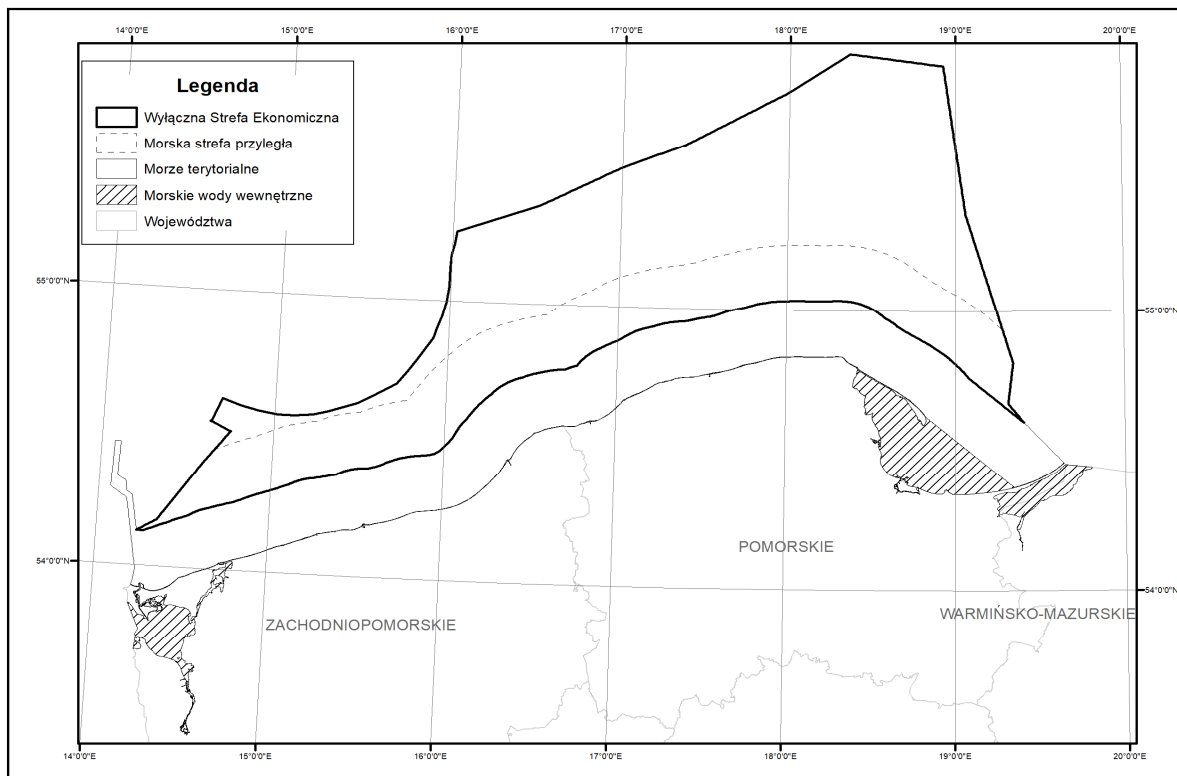 14°0'0"E 15°0'0"E 16°0'0"E 17°0'0"E 18°0'0"E 19°0'0"E 20°0'0"E
Legenda
Wyłączna Strefa Ekonomiczna
Morska strefa przyległa
Morze terytorialne
Morskie wody wewnętrzne
Województwa
55°0'0"N
55°0'0"N
54°0'0"N
54°0'0"N
POMORSKIE
WARMIŃSKO-MAZURSKIE
ZACHODNIOPOMORSKIE
14°0'0"E 15°0'0"E 16°0'0"E 17°0'0"E 18°0'0"E 19°0'0"E 20°0'0"E